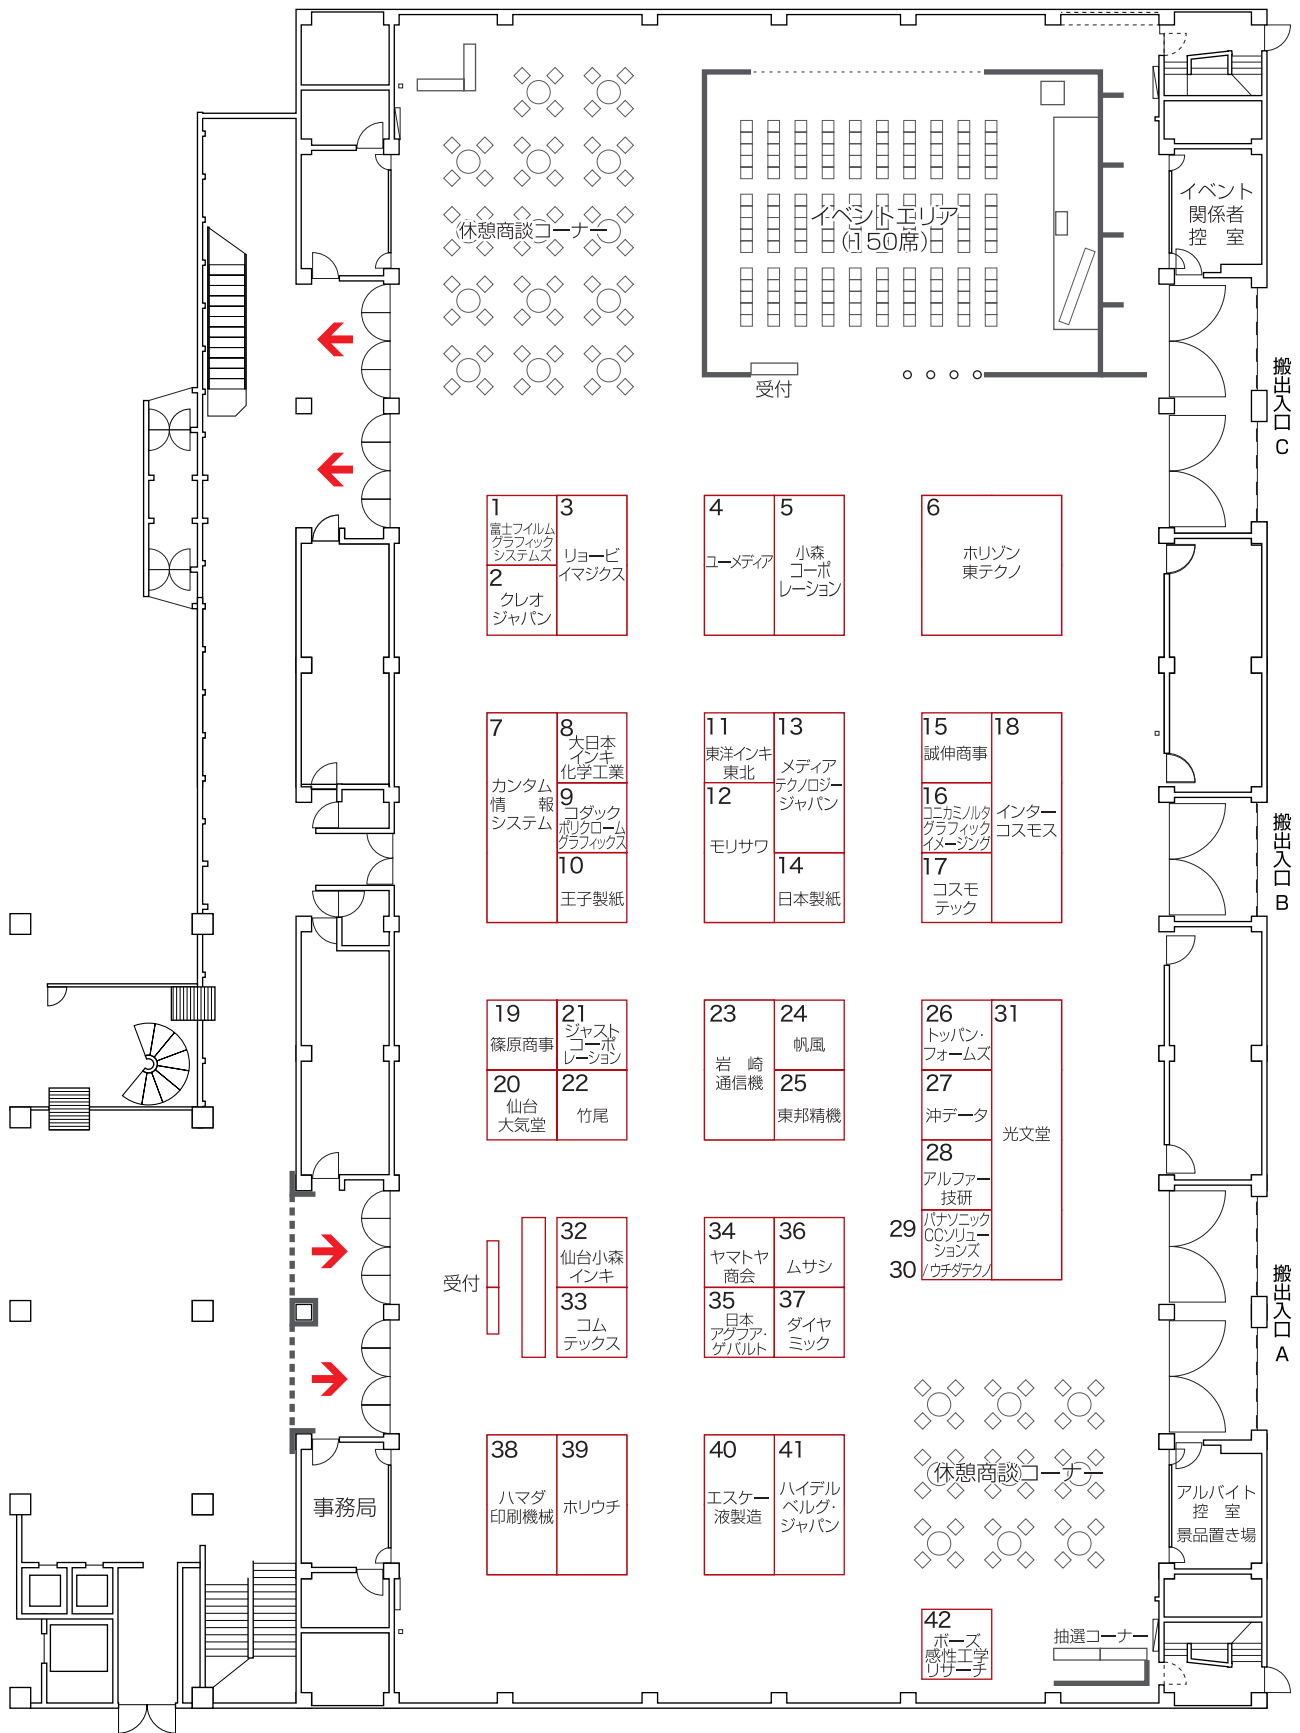 休憩商談コーナー
イベントエリア
(150席)
受付
イベント
関係者
控　室
搬出入口 C
1
富士フイルム
グラフィック
システムズ
2
クレオ
ジャパン
3
リョービ
イマジクス
4
ユーメディア
5
小森
コーポ
レーション
6
ホリゾン
東テクノ
7
カンタム
情　報
システム
8
大日本
インキ
化学工業
9
コダック
ポリクローム
グラフィックス
10
王子製紙
11
東洋インキ
東北
12
モリサワ
13
メディア
テクノロジー
ジャパン
14
日本製紙
15
誠伸商事
16
コニカミノルタ
グラフィック
イメージング
17
コスモ
テック
18
インター
コスモス
搬出入口 B
19
篠原商事
20
仙台
大気堂
21
ジャスト
コーポ
レーション
22
竹尾
23
岩　崎
通信機
24
帆風
25
東邦精機
26
トッパン・
フォームズ
27
沖データ
28
アルファー
技研
29
パナソニック
CCソリュー
ションズ
30
/ウチダテクノ
31
光文堂
受付
32
仙台小森
インキ
33
コム
テックス
34
ヤマトヤ
商会
35
日本
アグファ・
ゲバルト
36
ムサシ
37
ダイヤ
ミック
搬出入口 A
事務局
38
ハマダ
印刷機械
39
ホリウチ
40
エスケー
液製造
41
ハイデル
ベルグ・
ジャパン
休憩商談コーナー
アルバイト
控　室
景品置き場
42
ボーズ
感性工学
リサーチ
抽選コーナー